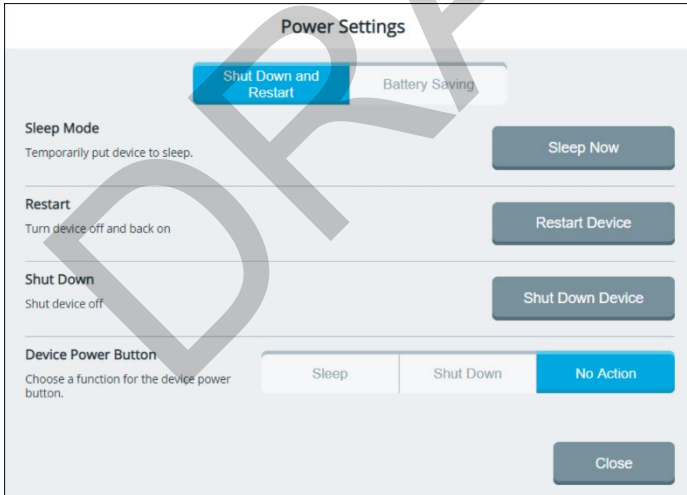 Power Settings
Shut Down and
Restart
Battery Saving
Sleep Mode
Temporarily put device to sleep.
Sleep Now
Restart
Turn device off and back on
Restart Device
Shut Down
Shut device off
Shut Down Device
Device Power Button
Choose a function for the device power
button.
Sleep
Shut Down
No Action
Close
DRA